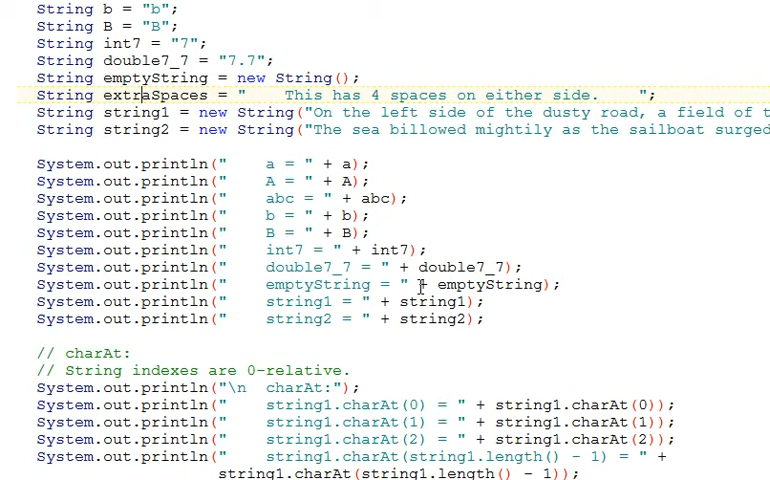 String b = "b";
String B = "B";
String int7 = "7";
String double7_7 = "7.7";
String emptyString = new String();
String extraSpaces = "    This has 4 spaces on either side.    ";
String string1 = new String("On the left side of the dusty road, a field of
String string2 = new String("The sea billowed mightily as the sailboat surged
System.out.println("    a = " + a);
System.out.println("    A = " + A);
System.out.println("    abc = " + abc);
System.out.println("    b = " + b);
System.out.println("    B = " + B);
System.out.println("    int7 = " + int7);
System.out.println("    double7_7 = " + double7_7);
System.out.println("    emptyString = " + emptyString);
System.out.println("    string1 = " + string1);
System.out.println("    string2 = " + string2);
// charAt:
// String indexes are 0-relative.
System.out.println("\n  charAt:");
System.out.println("    string1.charAt(0) = " + string1.charAt(0));
System.out.println("    string1.charAt(1) = " + string1.charAt(1));
System.out.println("    string1.charAt(2) = " + string1.charAt(2));
System.out.println("    string1.charAt(string1.length() - 1) = " +
string1.charAt(string1.length() - 1));